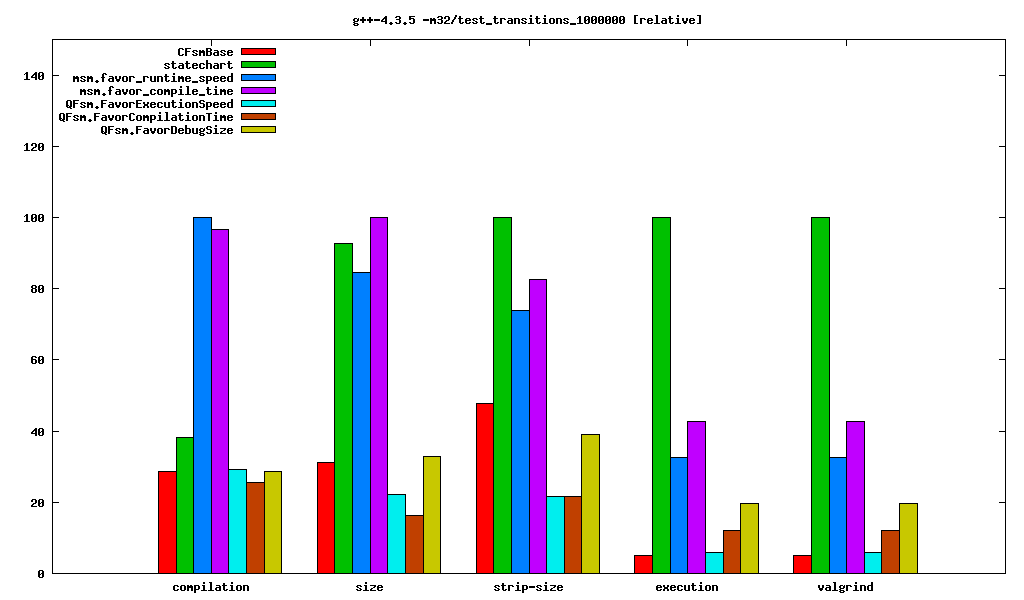 g++-4.3.5 -m32/test_transitions_1000000 [relative]
CFsmBase
statechart
msm.favor_runtime_speed
msm.favor_compile_time
QFsm.FavorExecutionSpeed
QFsm.FavorCompilationTime
QFsm.FavorDebugSize
140
120
100
80
60
40
20
0
compilation size strip-size execution valgrind